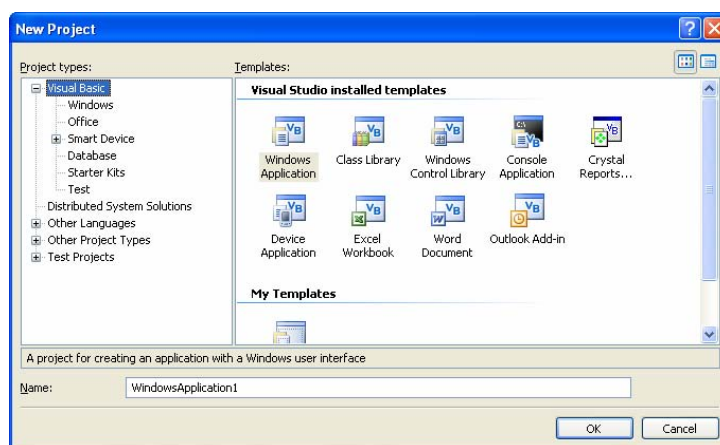 New Project
Project types:
Templates:
Visual Basic
Windows
Office
Smart Device
Database
Starter Kits
Test
Distributed System Solutions
Other Languages
Other Project Types
Test Projects
Visual Studio installed templates
Windows Application
Class Library
Windows Control Library
Console Application
Crystal Reports...
Device Application
Excel Workbook
Word Document
Outlook Add-in
My Templates
A project for creating an application with a Windows user interface
Name:
WindowsApplication1
OK
Cancel